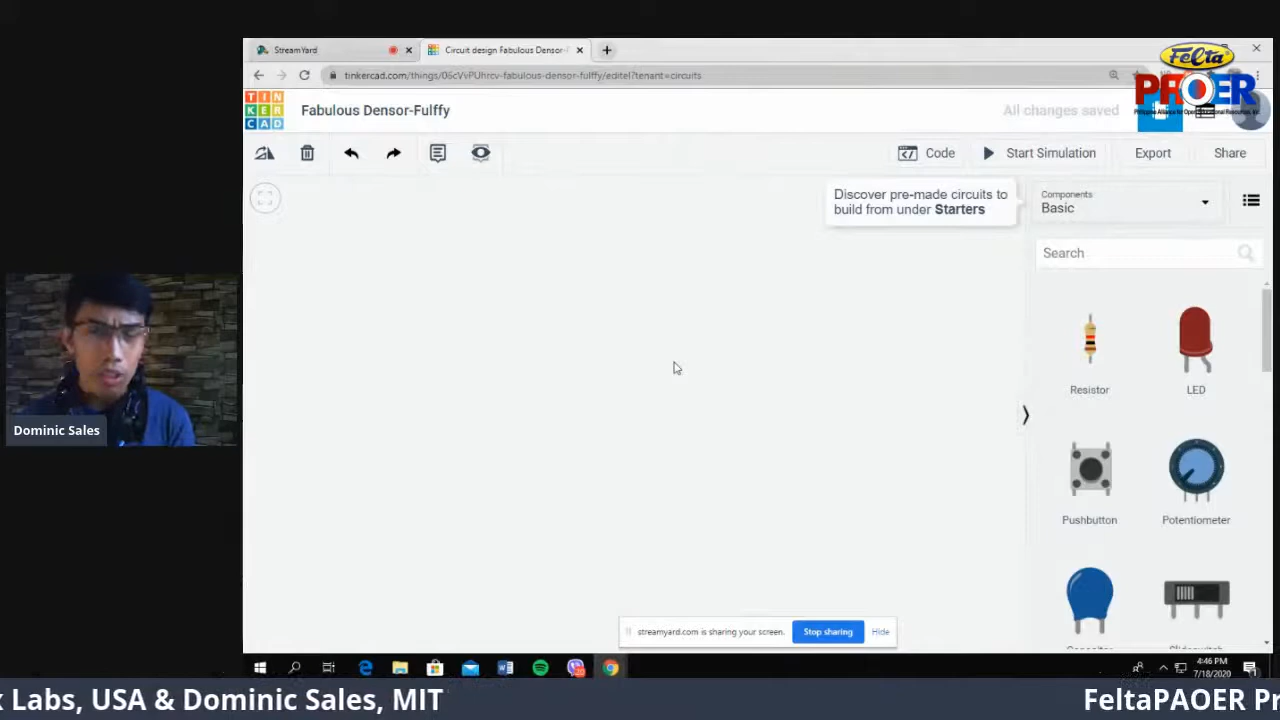 StreamYard
Circuit design Fabulous Densor-F
tinkercad.com/things/06cVvPUhrcv-fabulous-densor-fulffy/editel?tenant=circuits
FeLta
PAOER
TIN
KER
CAD
Fabulous Densor-Fulffy
All changes saved
Code
Start Simulation
Export
Share
Discover pre-made circuits to
build from under Starters
Components
Basic
Search
Resistor
LED
Pushbutton
Potentiometer
Dominic Sales
streamyard.com is sharing your screen.
Stop sharing
Hide
4:46 PM
7/18/2020
x Labs, USA & Dominic Sales, MIT
FeltaPAOER Pr